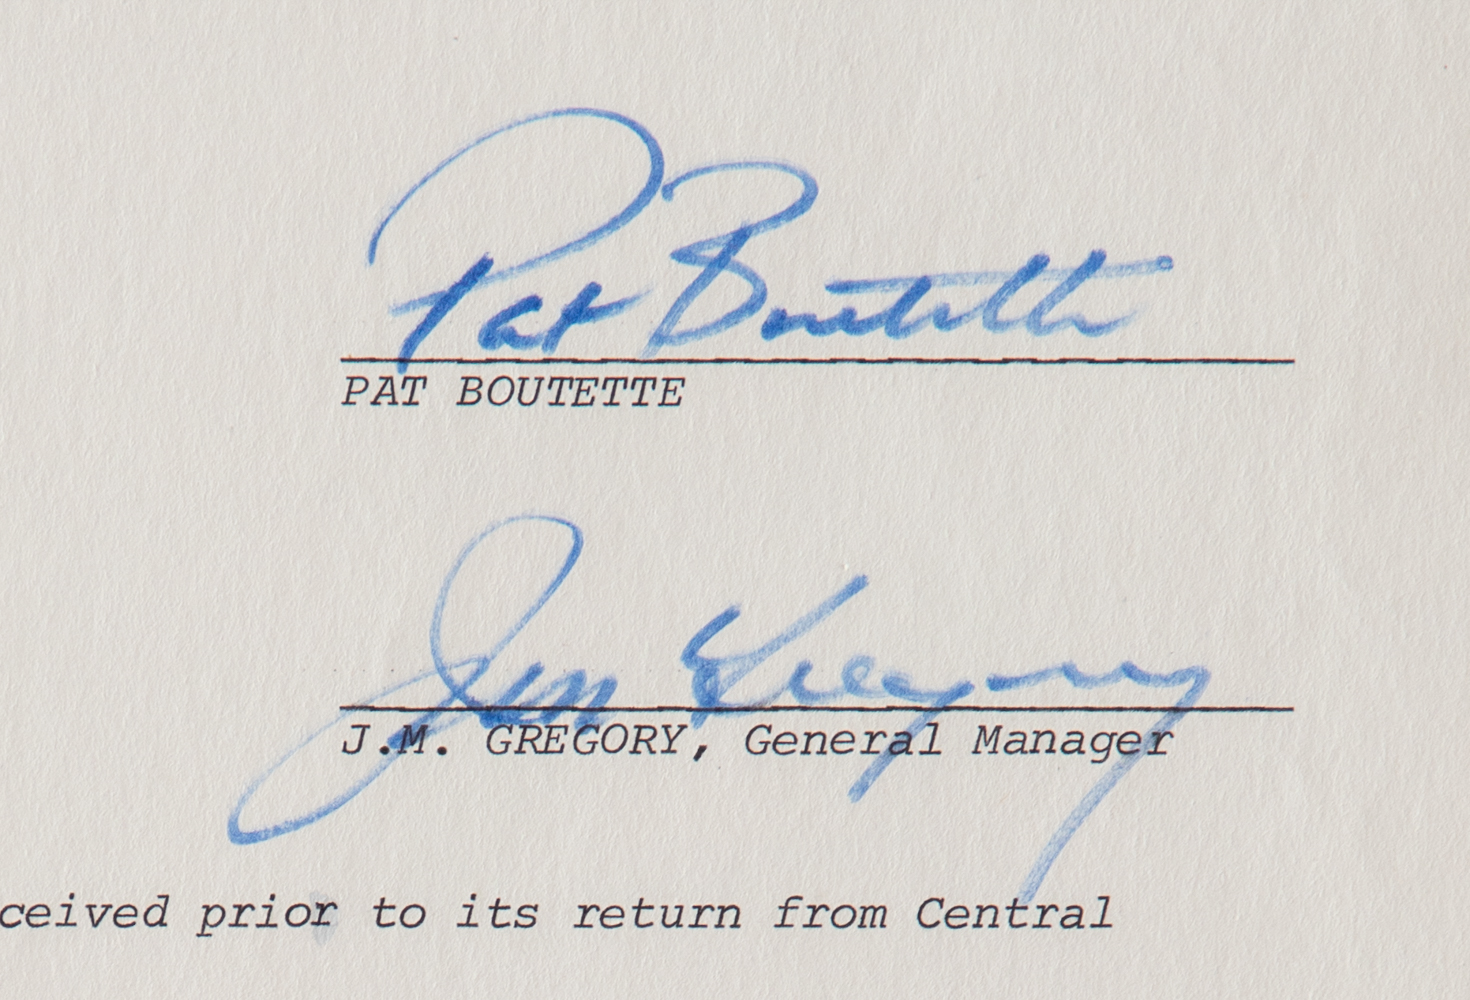 Pat Boutette
PAT BOUTETTE
Jim Gregory
J.M. GREGORY, General Manager
ceived prior to its return from Central